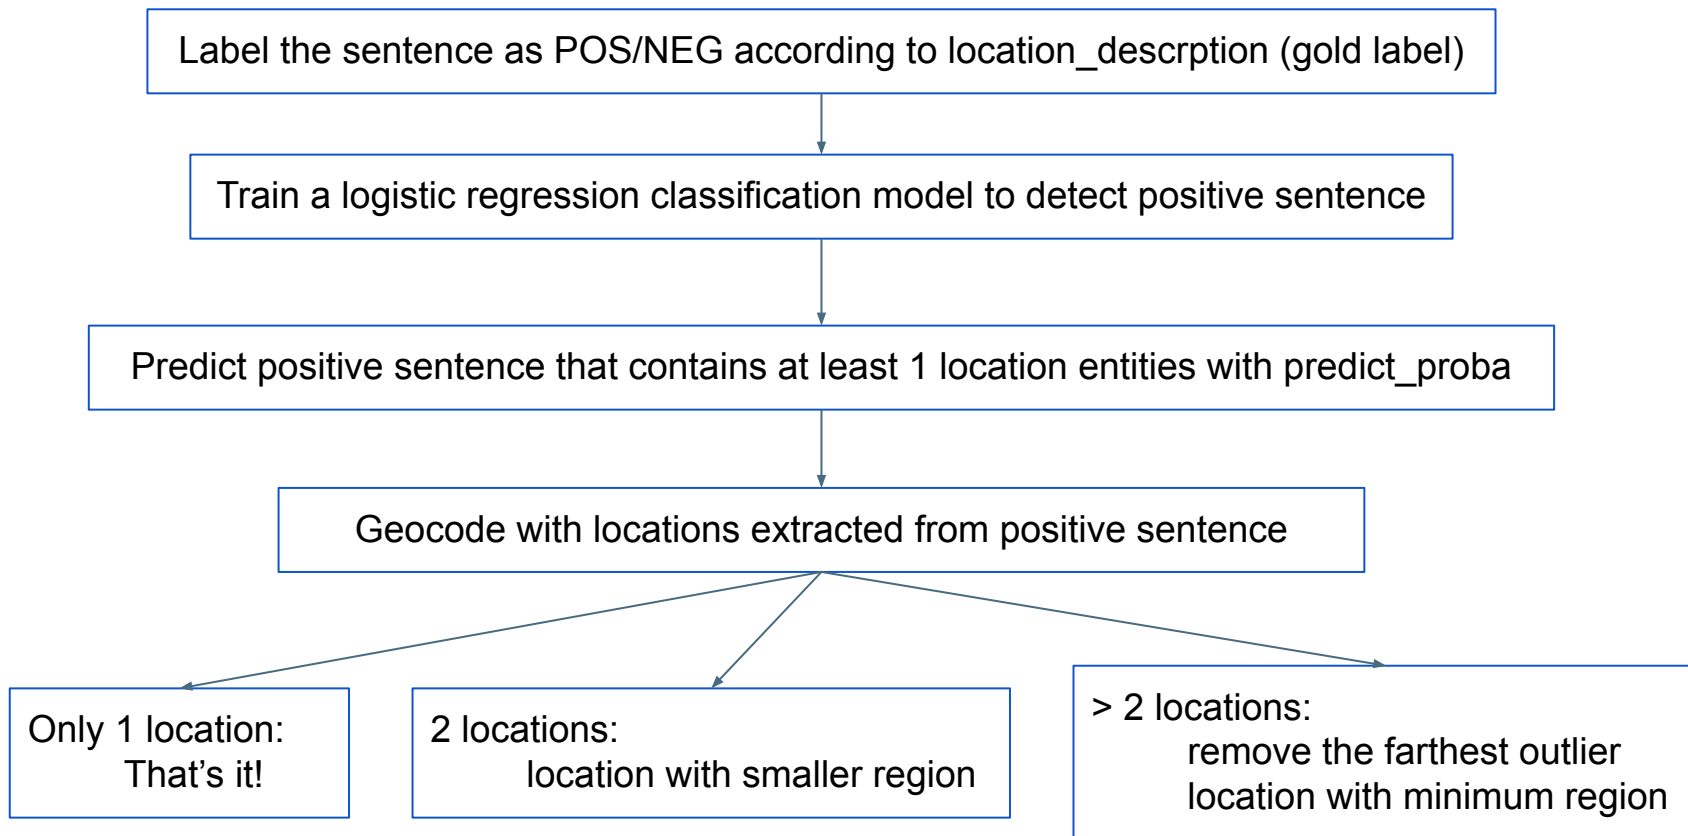 Label the sentence as POS/NEG according to location_descrption (gold label)
Train a logistic regression classification model to detect positive sentence
Predict positive sentence that contains at least 1 location entities with predict_proba
Geocode with locations extracted from positive sentence
Only 1 location:
That’s it!
2 locations:
location with smaller region
> 2 locations:
remove the farthest outlier
location with minimum region